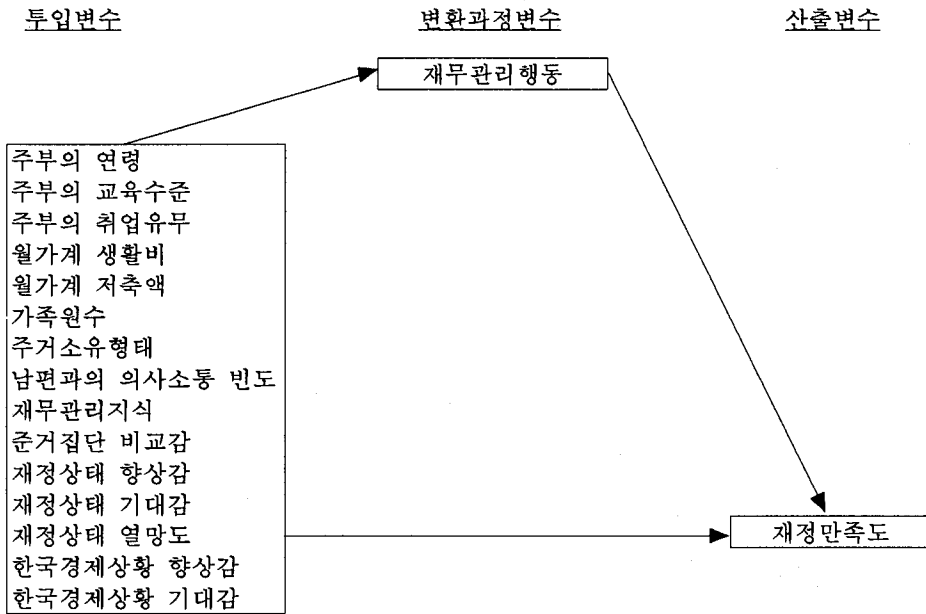 투입변수 변환과정변수 산출변수
재무관리행동
주부의 연령
주부의 교육수준
주부의 취업유무
월가계 생활비
월가계 저축액
가족원수
주거소유형태
남편과의 의사소통 빈도
재무관리지식
준거집단 비교감
재정상태 향상감
재정상태 기대감
재정상태 열망도
한국경제상황 향상감
한국경제상황 기대감
재정만족도